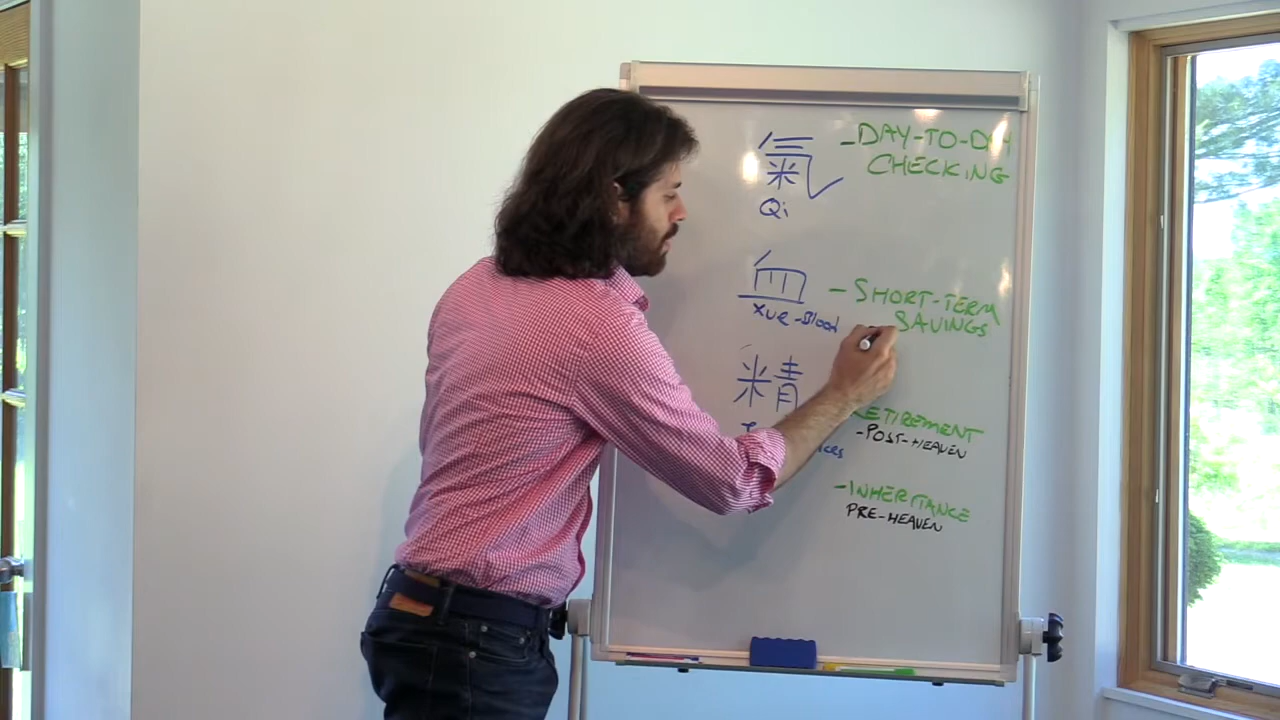 氣 -DAY-TO-DAY
CHECKING
Qi
血 - SHORT-TERM
SAVINGS
Xue-Blood
精
RETIREMENT
-POST-HEAVEN
-INHERITANCE
PRE-HEAVEN